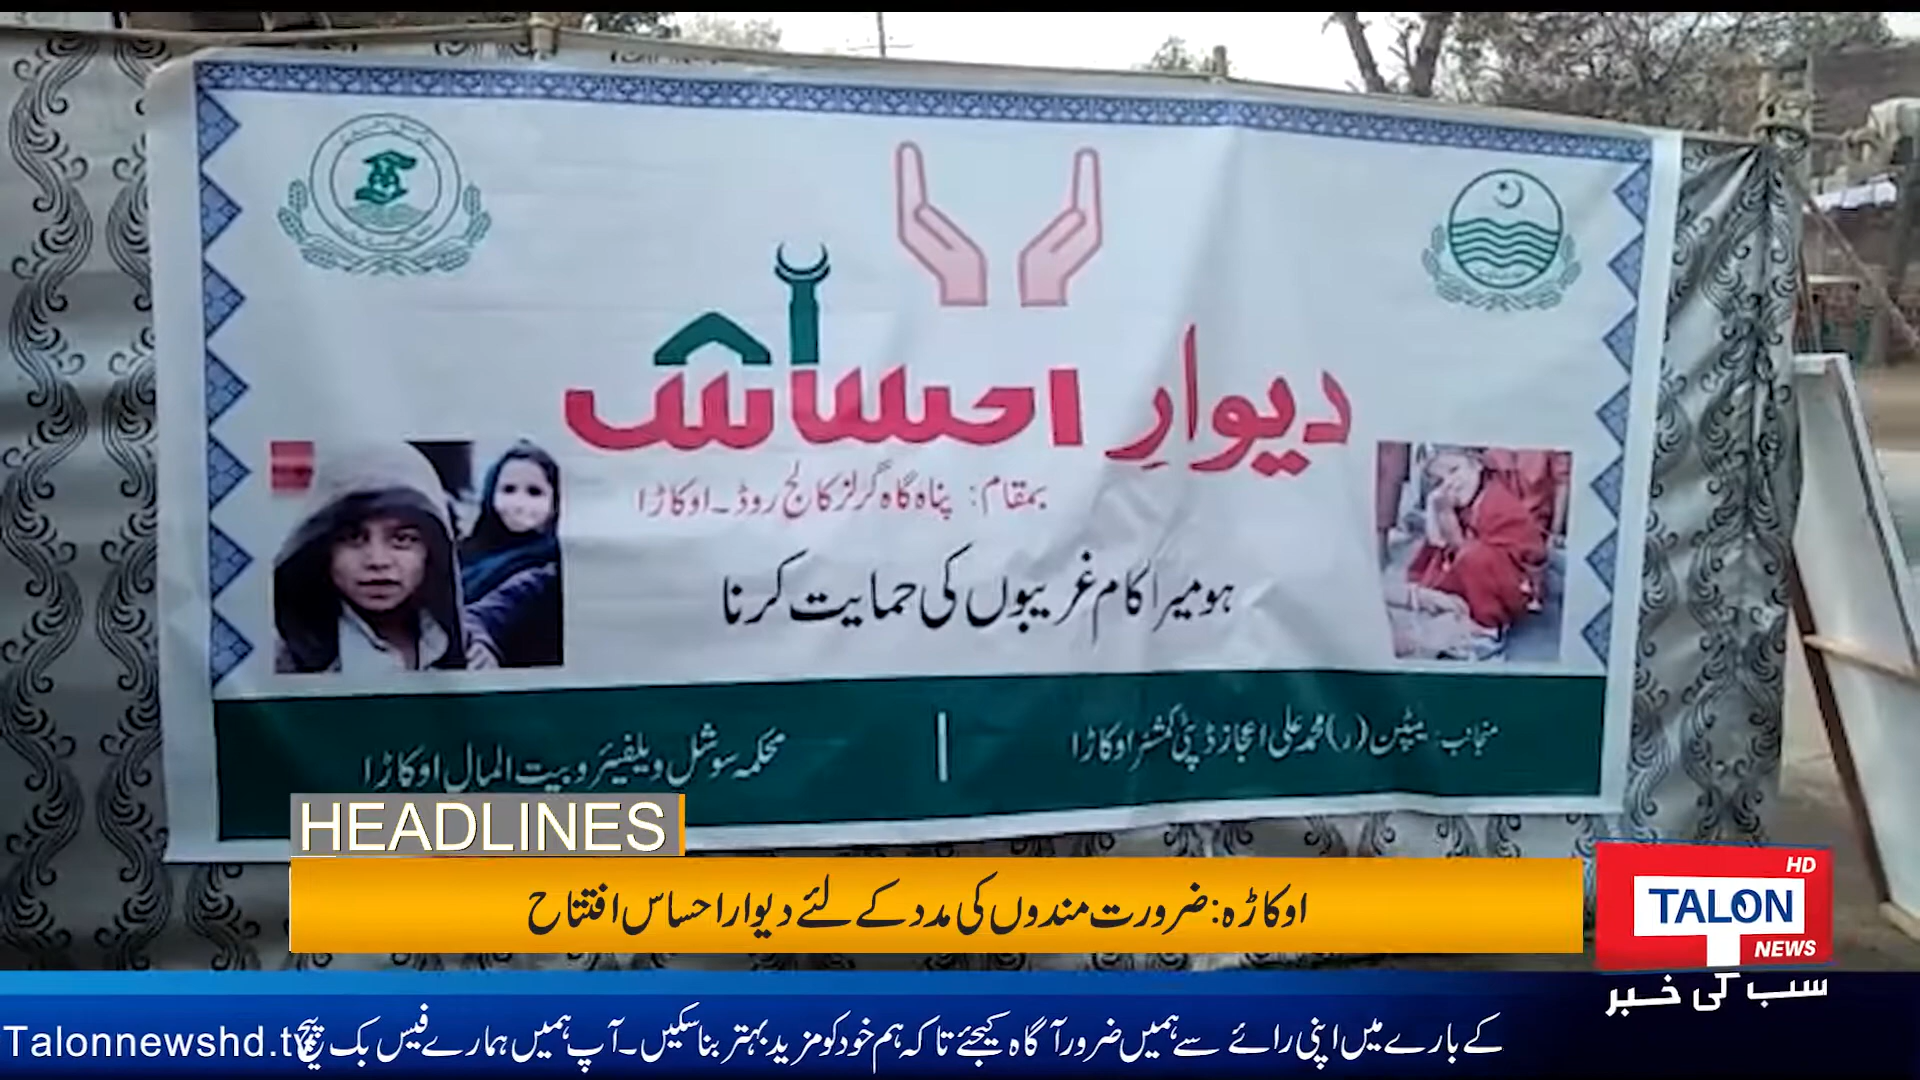 دیوارِ احساس
بمقام: پناہ گاہ گرلز کالج روڈ۔ اوکاڑا
ہو میرا کام غریبوں کی حمایت کرنا
منجانب: کیپٹن (ر) محمد علی اعجاز ڈپٹی کمشنر اوکاڑا
محکمہ سوشل ویلفیئر و بیت المال اوکاڑا
HEADLINES
اوکاڑہ: ضرورت مندوں کی مدد کے لئے دیوار احساس افتتاح
HD
TALON
NEWS
سب کی خبر
کے بارے میں اپنی رائے سے ہمیں ضرور آگاہ کیجئے تاکہ ہم خود کو مزید بہتر بنا سکیں۔ آپ ہمیں ہمارے فیس بک پیج Talonnewshd.tv